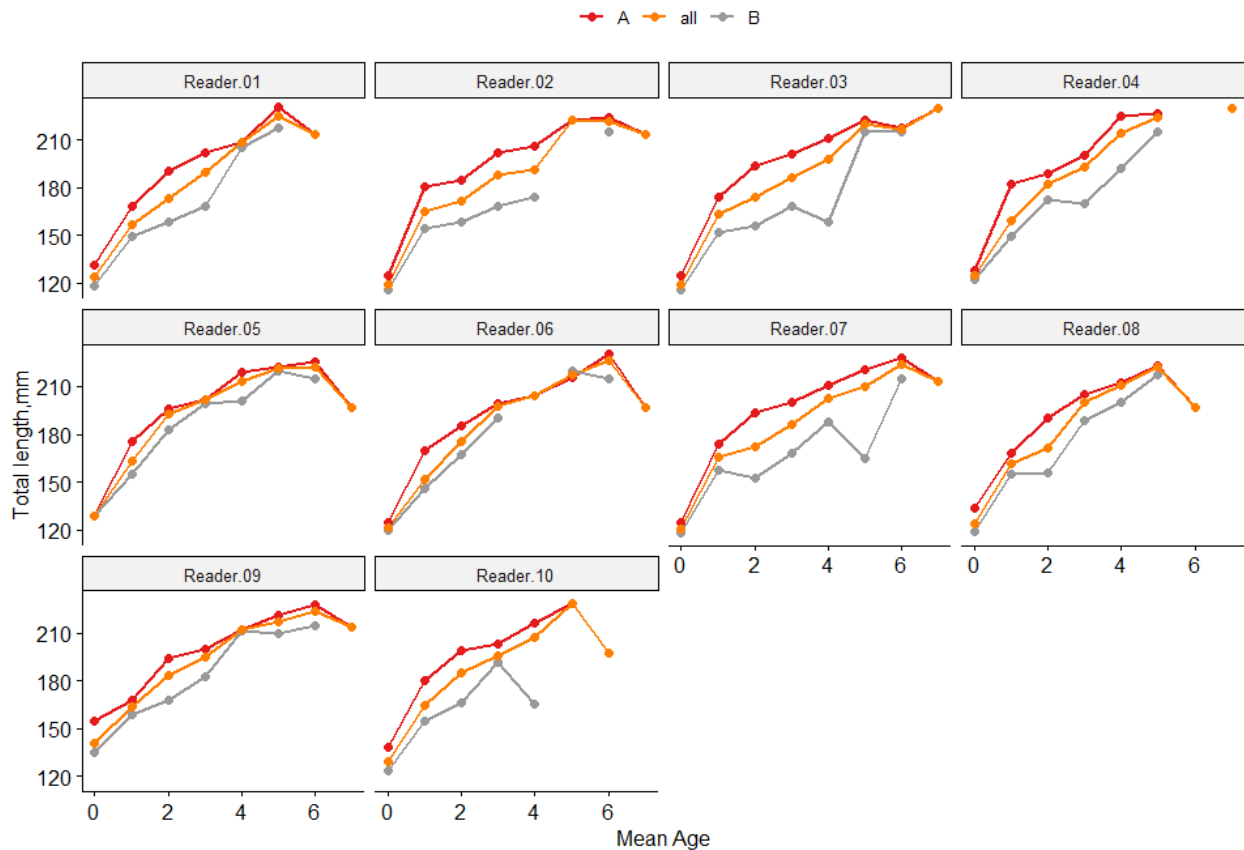 A all B
Reader.01 Reader.02 Reader.03 Reader.04
210
180
150
120
Reader.05 Reader.06 Reader.07 Reader.08
210
180
150
120
0 2 4 6 0 2 4 6
Reader.09 Reader.10
210
180
150
120
0 2 4 6 0 2 4 6
Mean Age
Total length,mm